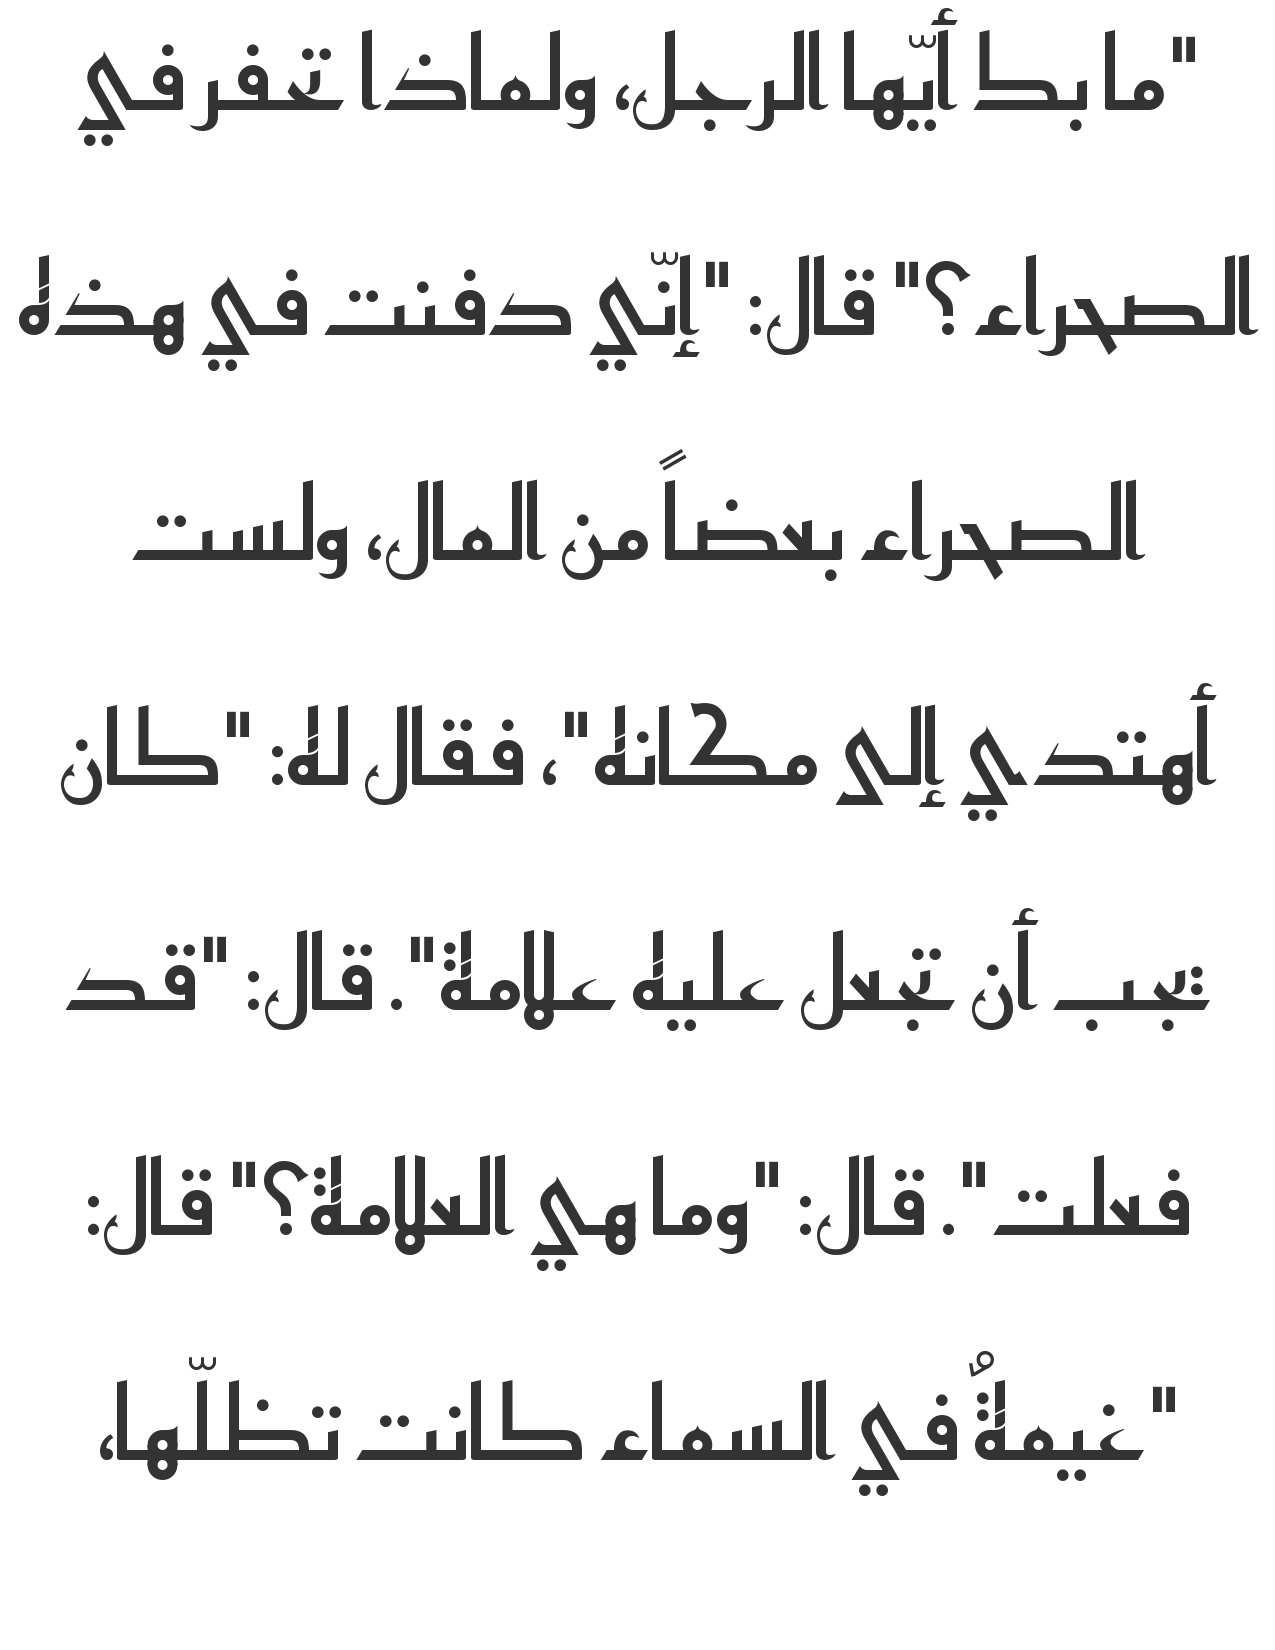 "ما بك أيّها الرجل، ولماذا تحفر في
الصحراء؟" قال: "إنّي دفنت في هذه
الصحراء بعضاً من المال، ولست
أهتدي إلى مكانه"، فقال له: "كان
يجب أن تجعل عليه علامة". قال: "قد
فعلت". قال: "وما هي العلامة؟" قال:
"غيمةٌ في السماء كانت تظلّها،